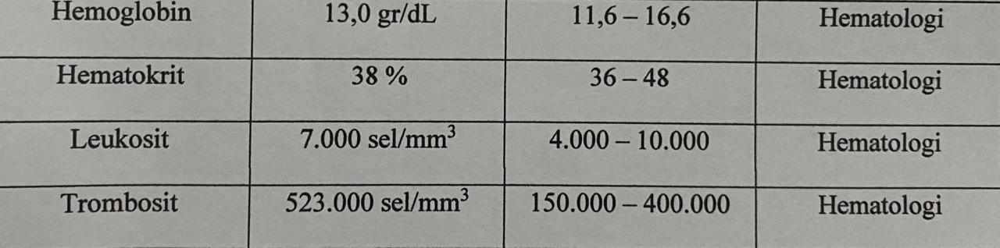 Hemoglobin 13,0 gr/dL 11,6 – 16,6 Hematologi
Hematokrit 38 % 36 – 48 Hematologi
Leukosit 7.000 sel/mm³ 4.000 – 10.000 Hematologi
Trombosit 523.000 sel/mm³ 150.000 – 400.000 Hematologi